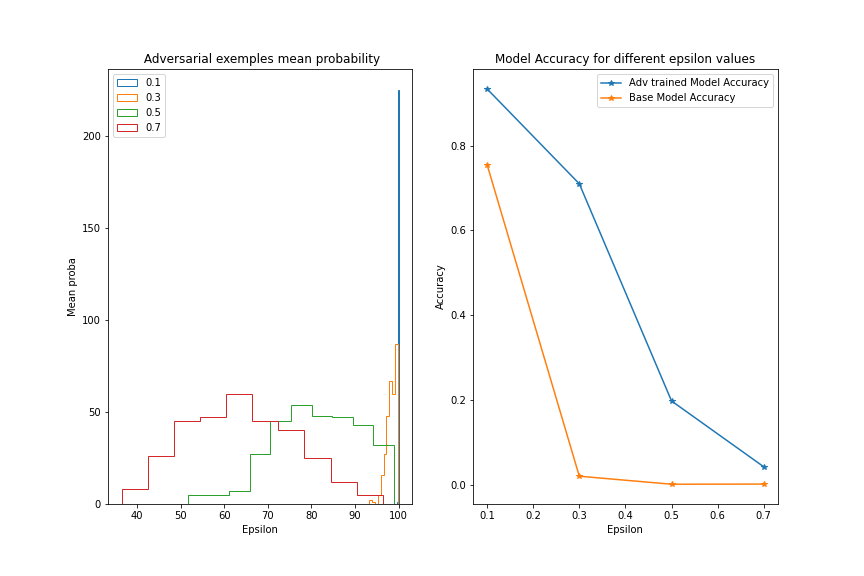 Adversarial exemples mean probability
0.1
0.3
0.5
0.7
200
150
100
50
0
Mean proba
40 50 60 70 80 90 100
Epsilon
Model Accuracy for different epsilon values
Adv trained Model Accuracy
Base Model Accuracy
0.8
0.6
0.4
0.2
0.0
Accuracy
0.1 0.2 0.3 0.4 0.5 0.6 0.7
Epsilon